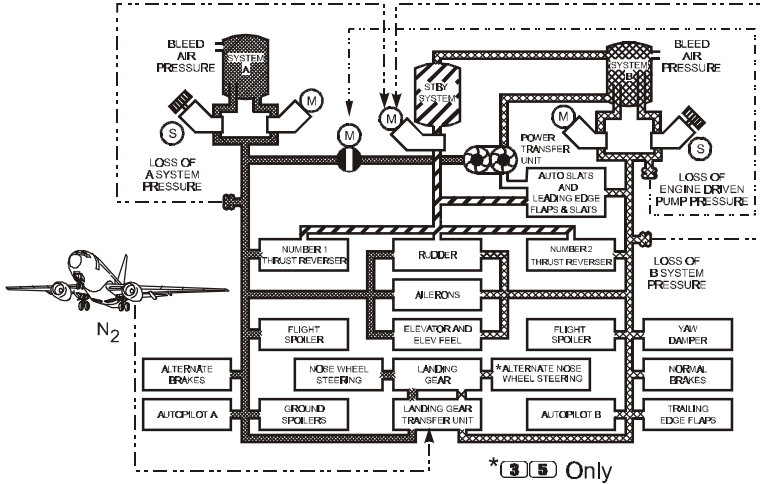 BLEED
AIR
PRESSURE
SYSTEM
A
M
S
M
STBY
SYSTEM
M
SYSTEM
B
BLEED
AIR
PRESSURE
M
S
POWER
TRANSFER
UNIT
LOSS OF
A SYSTEM
PRESSURE
AUTO SLATS
AND
LEADING EDGE
FLAPS & SLATS
LOSS OF
ENGINE DRIVEN
PUMP PRESSURE
NUMBER 1
THRUST REVERSER
RUDDER
NUMBER 2
THRUST REVERSER
LOSS OF
B SYSTEM
PRESSURE
AILERONS
N2
FLIGHT
SPOILER
ELEVATOR AND
ELEV FEEL
FLIGHT
SPOILER
YAW
DAMPER
ALTERNATE
BRAKES
NOSE WHEEL
STEERING
LANDING
GEAR
*ALTERNATE NOSE
WHEEL STEERING
NORMAL
BRAKES
AUTOPILOT A
GROUND
SPOILERS
LANDING GEAR
TRANSFER UNIT
AUTOPILOT B
TRAILING
EDGE FLAPS
*3 5 Only